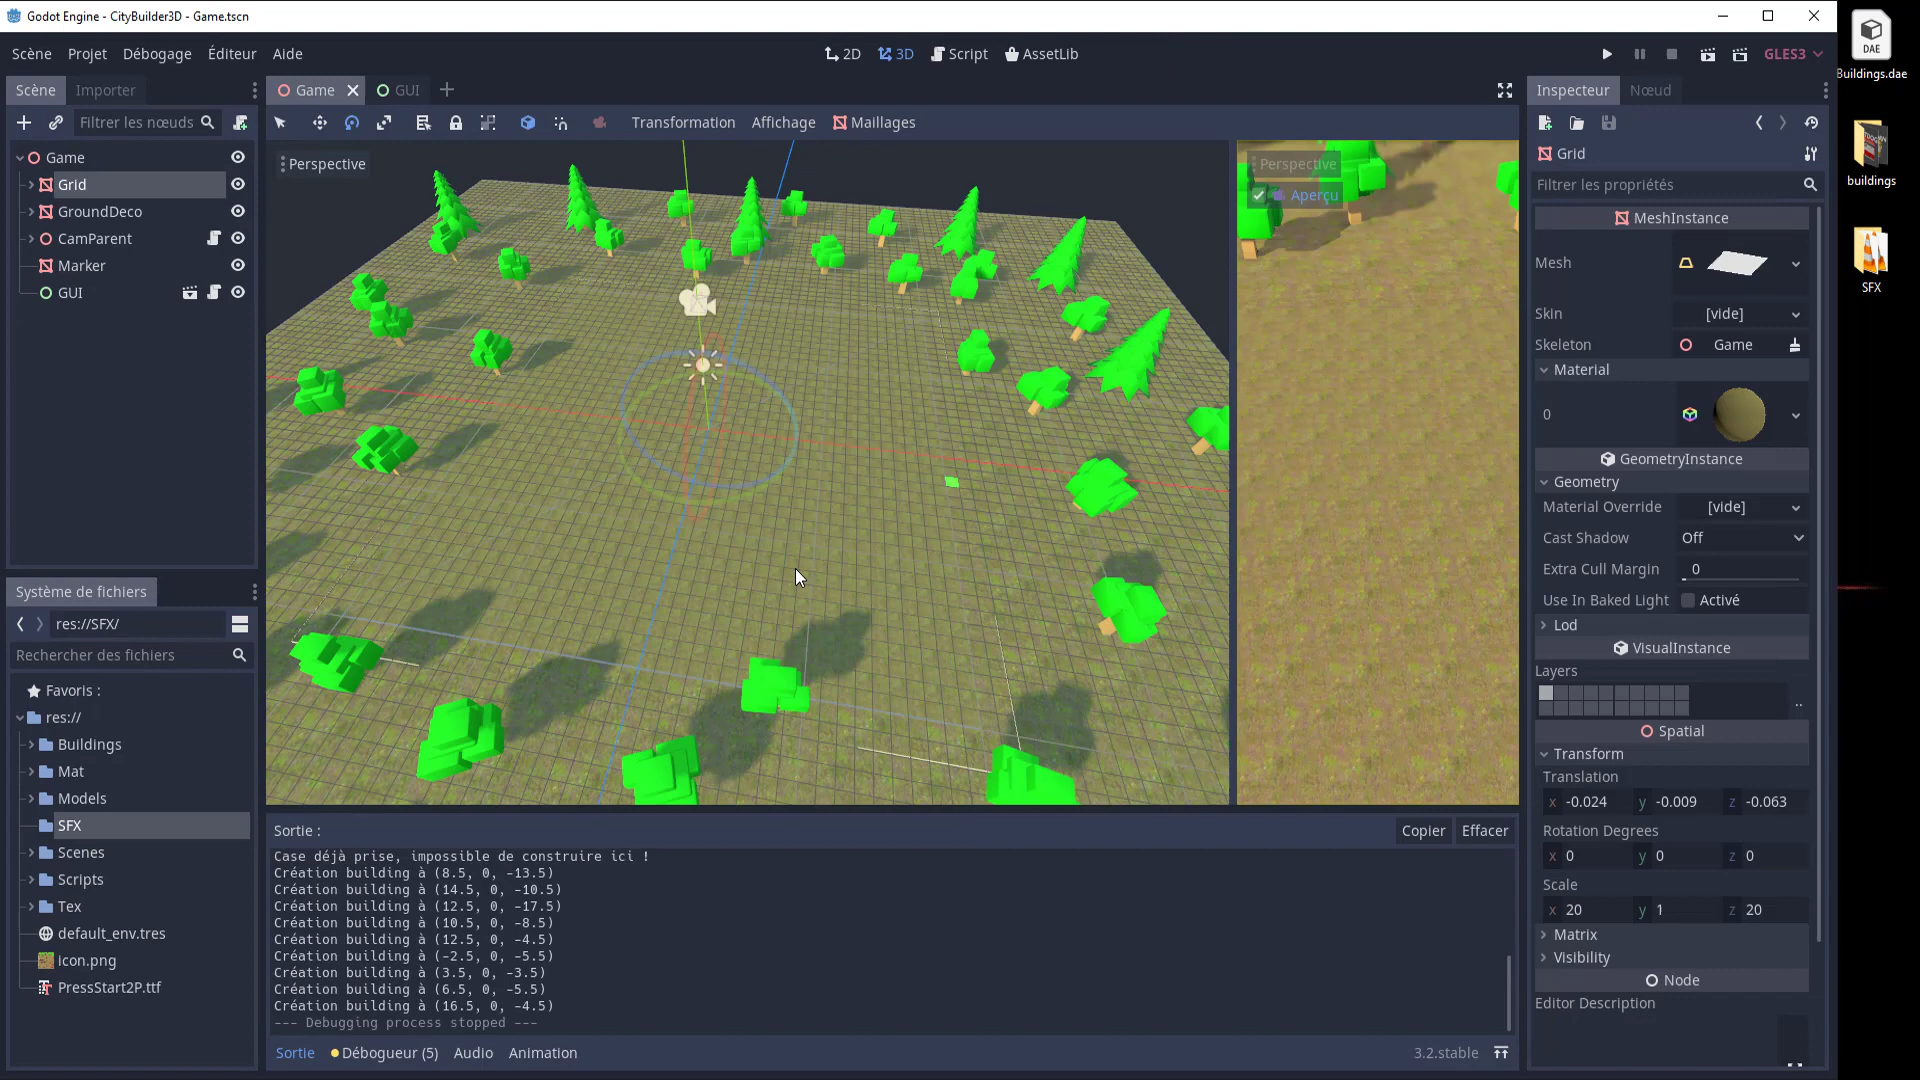 Godot Engine - CityBuilder3D - Game.tscn
Scène Projet Débogage Éditeur Aide
2D 3D Script AssetLib
GLES3
Scène Importer
Filtrer les nœuds
Game
Grid
GroundDeco
CamParent
Marker
GUI
Système de fichiers
res://SFX/
Rechercher des fichiers
Favoris :
res://
Buildings
Mat
Models
SFX
Scenes
Scripts
Tex
default_env.tres
icon.png
PressStart2P.ttf
Game GUI
Transformation Affichage Maillages
Perspective
Perspective
Aperçu
Sortie :
Copier Effacer
Case déjà prise, impossible de construire ici !
Création building à (8.5, 0, -13.5)
Création building à (14.5, 0, -10.5)
Création building à (12.5, 0, -17.5)
Création building à (10.5, 0, -8.5)
Création building à (12.5, 0, -4.5)
Création building à (-2.5, 0, -5.5)
Création building à (3.5, 0, -3.5)
Création building à (6.5, 0, -5.5)
Création building à (16.5, 0, -4.5)
--- Debugging process stopped ---
Sortie Débogueur (5) Audio Animation
3.2.stable
Inspecteur Nœud
Grid
Filtrer les propriétés
MeshInstance
Mesh
Skin [vide]
Skeleton Game
Material
0
GeometryInstance
Geometry
Material Override [vide]
Cast Shadow Off
Extra Cull Margin 0
Use In Baked Light Activé
Lod
VisualInstance
Layers
..
Spatial
Transform
Translation
x -0.024 y -0.009 z -0.063
Rotation Degrees
x 0 y 0 z 0
Scale
x 20 y 1 z 20
Matrix
Visibility
Node
Editor Description
DAE
Buildings.dae
buildings
SFX